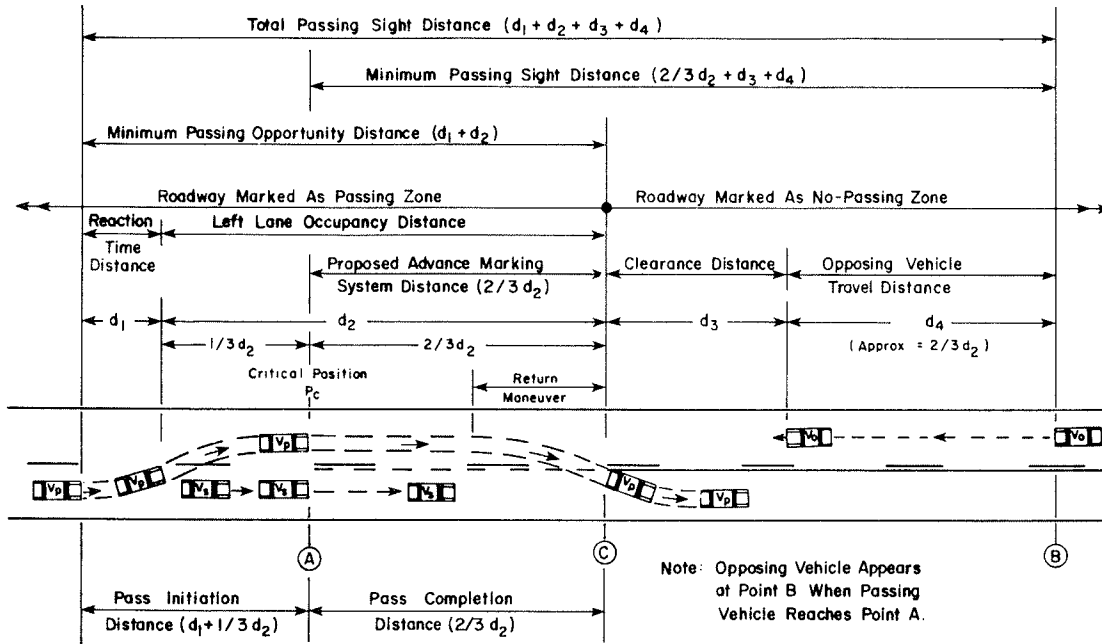 Total Passing Sight Distance (d1 + d2 + d3 + d4)
Minimum Passing Sight Distance (2/3 d2 + d3 + d4)
Minimum Passing Opportunity Distance (d1 + d2)
Roadway Marked As Passing Zone
Roadway Marked As No-Passing Zone
Reaction
Time
Distance
Left Lane Occupancy Distance
Proposed Advance Marking
System Distance (2/3 d2)
Clearance Distance
Opposing Vehicle
Travel Distance
d1
d2
d3
d4
(Approx = 2/3 d2)
1/3 d2
2/3 d2
Critical Position
Pc
Return
Maneuver
Vp
Vo
Vo
Vp
Vp
Vs
Vs
Vs
Vp
Vp
A
C
B
Note: Opposing Vehicle Appears
at Point B When Passing
Vehicle Reaches Point A.
Pass Initiation
Distance (d1 + 1/3 d2)
Pass Completion
Distance (2/3 d2)